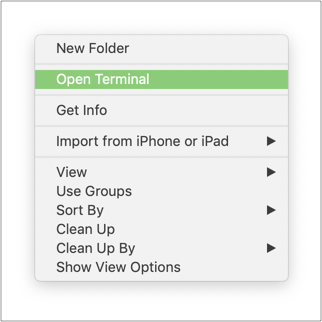 New Folder
Open Terminal
Get Info
Import from iPhone or iPad
View
Use Groups
Sort By
Clean Up
Clean Up By
Show View Options